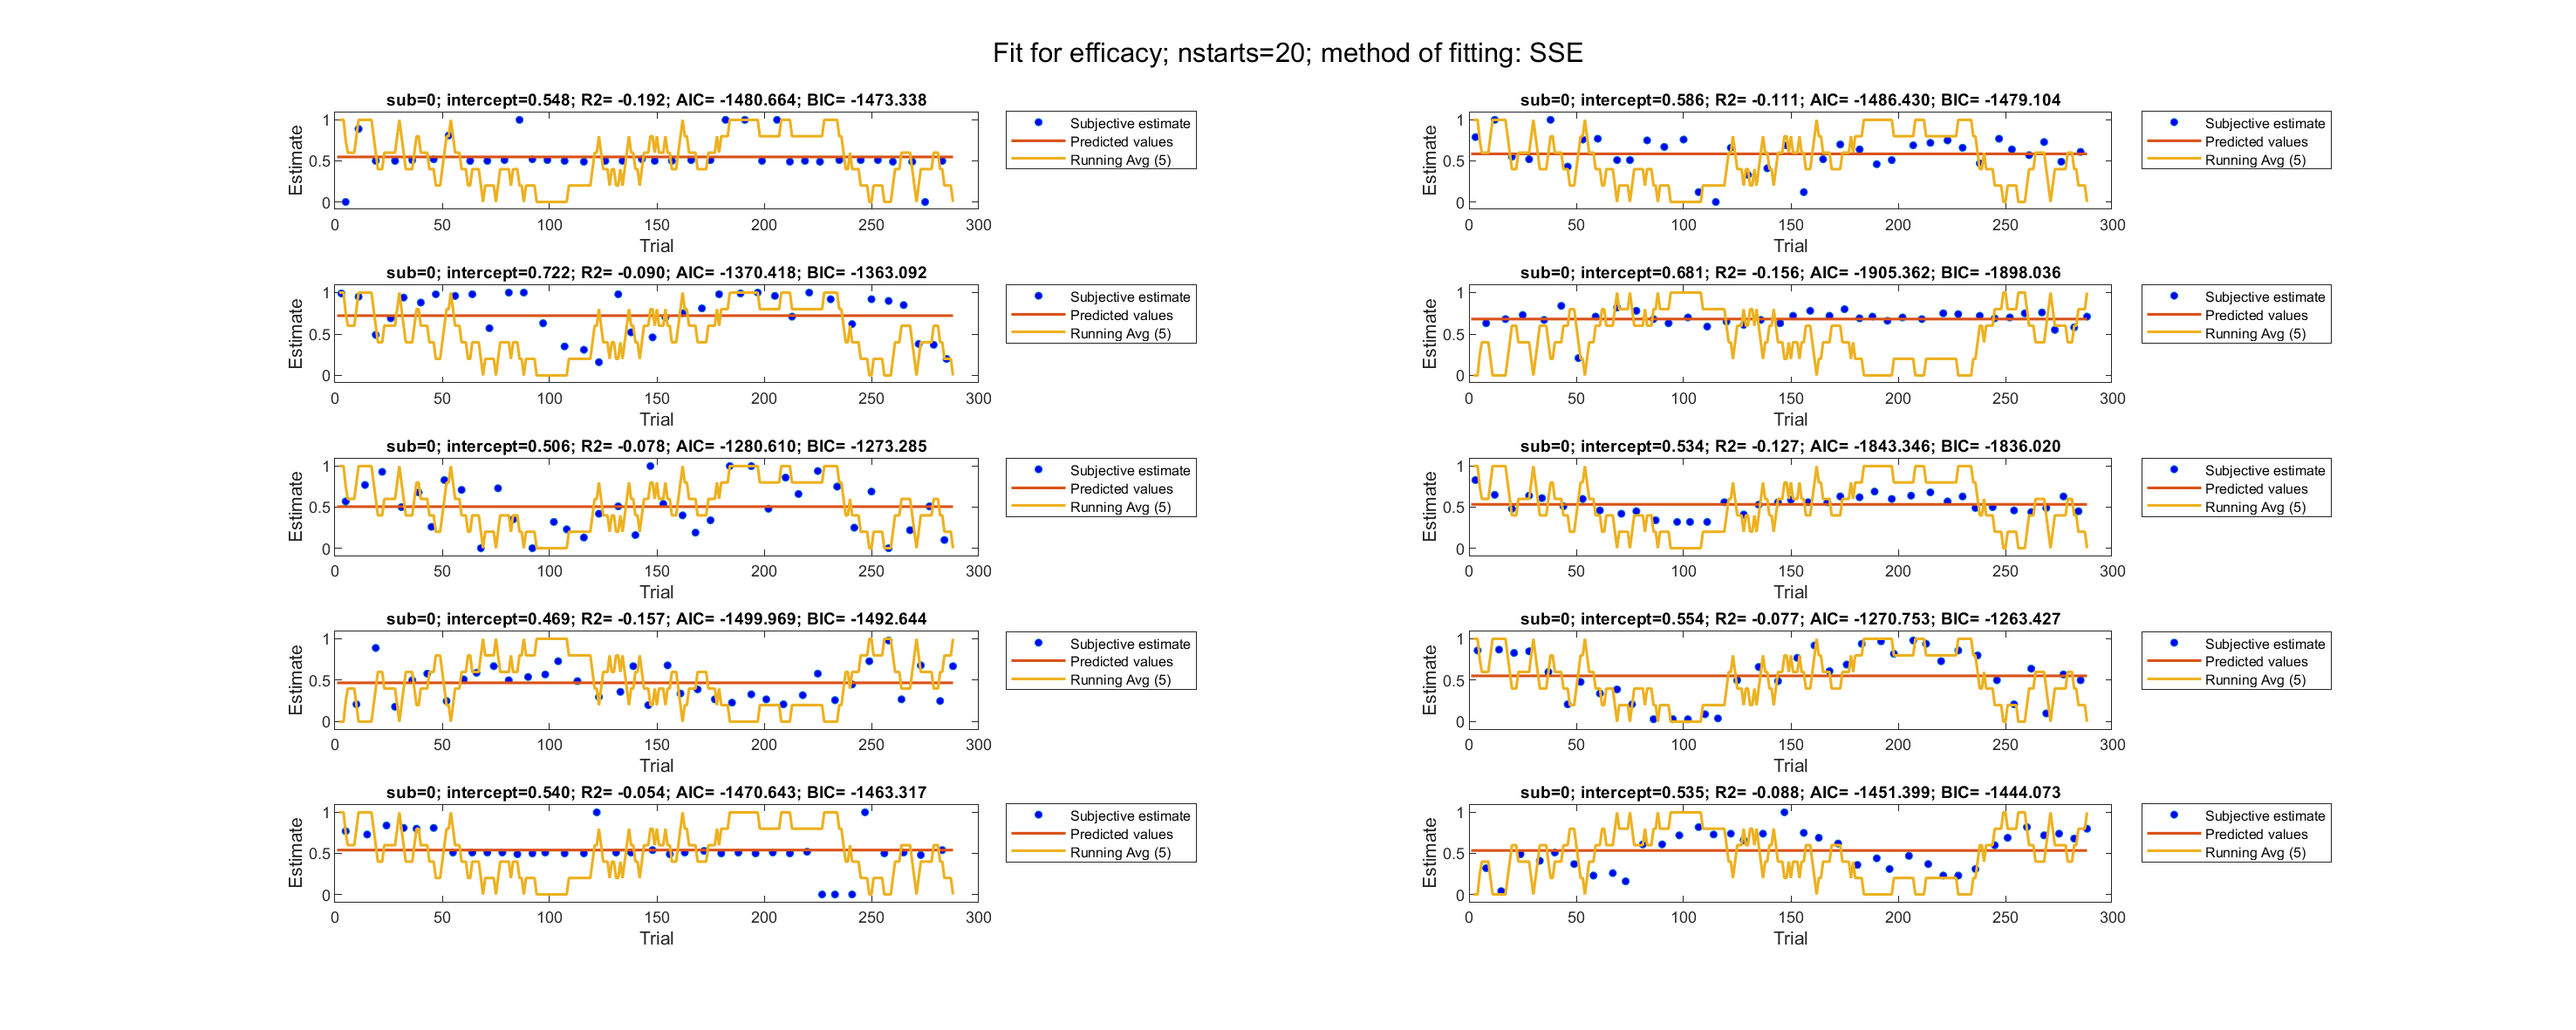 Fit for efficacy; nstarts=20; method of fitting: SSE
sub=0; intercept=0.548; R2= -0.192; AIC= -1480.664; BIC= -1473.338
Estimate
1
0.5
0
0 50 100 150 200 250 300
Trial
Subjective estimate
Predicted values
Running Avg (5)
sub=0; intercept=0.586; R2= -0.111; AIC= -1486.430; BIC= -1479.104
Estimate
1
0.5
0
0 50 100 150 200 250 300
Trial
Subjective estimate
Predicted values
Running Avg (5)
sub=0; intercept=0.722; R2= -0.090; AIC= -1370.418; BIC= -1363.092
Estimate
1
0.5
0
0 50 100 150 200 250 300
Trial
Subjective estimate
Predicted values
Running Avg (5)
sub=0; intercept=0.681; R2= -0.156; AIC= -1905.362; BIC= -1898.036
Estimate
1
0.5
0
0 50 100 150 200 250 300
Trial
Subjective estimate
Predicted values
Running Avg (5)
sub=0; intercept=0.506; R2= -0.078; AIC= -1280.610; BIC= -1273.285
Estimate
1
0.5
0
0 50 100 150 200 250 300
Trial
Subjective estimate
Predicted values
Running Avg (5)
sub=0; intercept=0.534; R2= -0.127; AIC= -1843.346; BIC= -1836.020
Estimate
1
0.5
0
0 50 100 150 200 250 300
Trial
Subjective estimate
Predicted values
Running Avg (5)
sub=0; intercept=0.469; R2= -0.157; AIC= -1499.969; BIC= -1492.644
Estimate
1
0.5
0
0 50 100 150 200 250 300
Trial
Subjective estimate
Predicted values
Running Avg (5)
sub=0; intercept=0.554; R2= -0.077; AIC= -1270.753; BIC= -1263.427
Estimate
1
0.5
0
0 50 100 150 200 250 300
Trial
Subjective estimate
Predicted values
Running Avg (5)
sub=0; intercept=0.540; R2= -0.054; AIC= -1470.643; BIC= -1463.317
Estimate
1
0.5
0
0 50 100 150 200 250 300
Trial
Subjective estimate
Predicted values
Running Avg (5)
sub=0; intercept=0.535; R2= -0.088; AIC= -1451.399; BIC= -1444.073
Estimate
1
0.5
0
0 50 100 150 200 250 300
Trial
Subjective estimate
Predicted values
Running Avg (5)